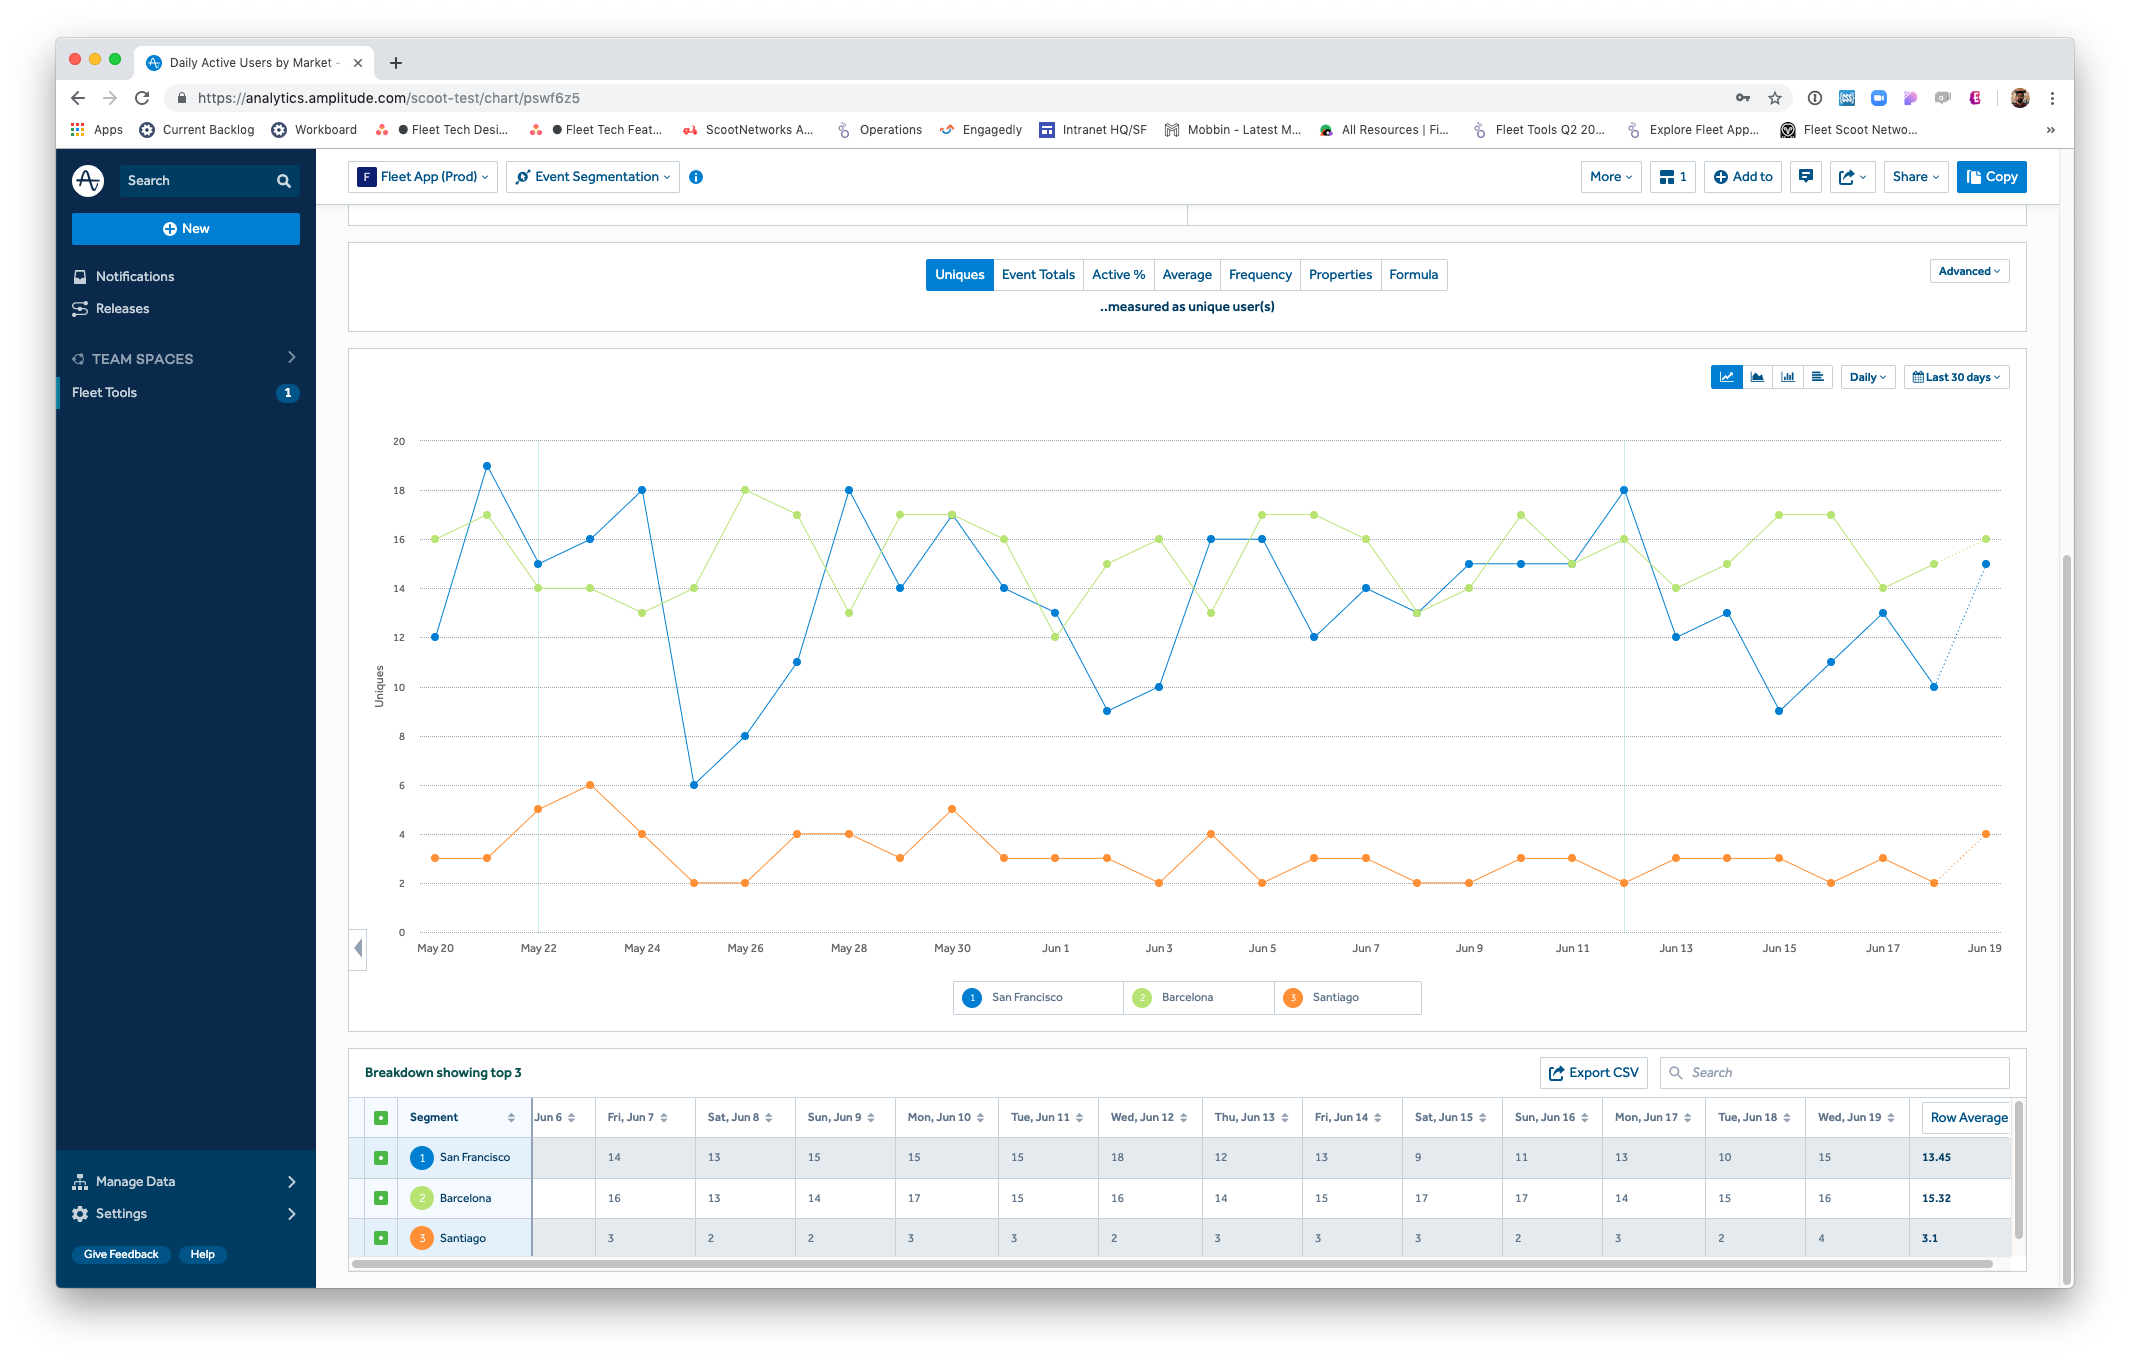 Daily Active Users by Market -
https://analytics.amplitude.com/scoot-test/chart/pswf6z5
Apps Current Backlog Workboard Fleet Tech Desi... Fleet Tech Feat... ScootNetworks A... Operations Engagedly Intranet HQ/SF Mobbin - Latest M... All Resources | Fi... Fleet Tools Q2 20... Explore Fleet App... Fleet Scoot Netwo... »
Search
New
Notifications
Releases
TEAM SPACES
Fleet Tools 1
Manage Data
Settings
Give Feedback Help
F Fleet App (Prod) Event Segmentation More 1 Add to Share Copy
Uniques Event Totals Active % Average Frequency Properties Formula Advanced
..measured as unique user(s)
Daily Last 30 days
20
18
16
14
12
10
8
6
4
2
0
Uniques
May 20 May 22 May 24 May 26 May 28 May 30 Jun 1 Jun 3 Jun 5 Jun 7 Jun 9 Jun 11 Jun 13 Jun 15 Jun 17 Jun 19
1 San Francisco 2 Barcelona 3 Santiago
Breakdown showing top 3 Export CSV Search
Segment Jun 6 Fri, Jun 7 Sat, Jun 8 Sun, Jun 9 Mon, Jun 10 Tue, Jun 11 Wed, Jun 12 Thu, Jun 13 Fri, Jun 14 Sat, Jun 15 Sun, Jun 16 Mon, Jun 17 Tue, Jun 18 Wed, Jun 19 Row Average
1 San Francisco 14 13 15 15 15 18 12 13 9 11 13 10 15 13.45
2 Barcelona 16 13 14 17 15 16 14 15 17 17 14 15 16 15.32
3 Santiago 3 2 2 3 3 2 3 3 3 2 3 2 4 3.1